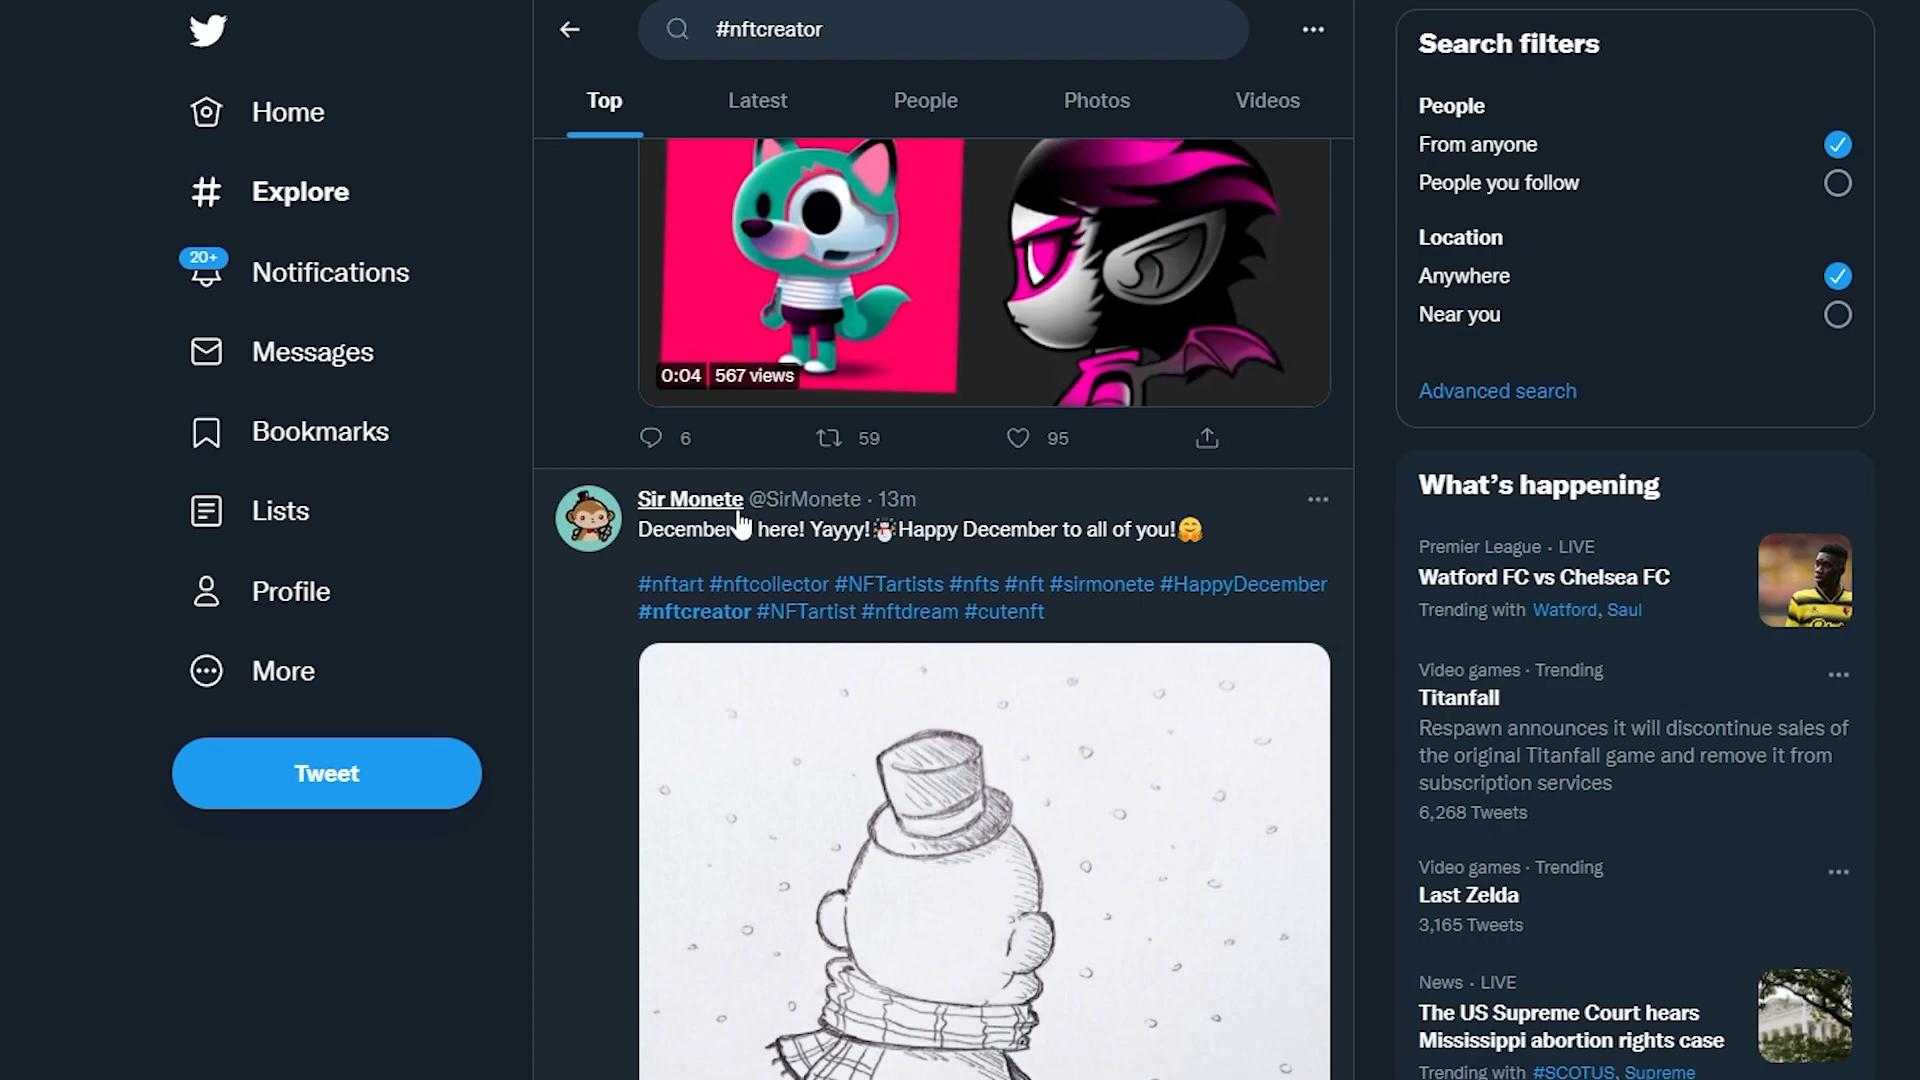 #nftcreator
Top
Latest
People
Photos
Videos
Home
Explore
20+
Notifications
Messages
Bookmarks
Lists
Profile
More
Tweet
0:04 567 views
6
59
95
Sir Monete @SirMonete · 13m
December here! Yayyy!⛄Happy December to all of you!🤗
#nftart #nftcollector #NFTartists #nfts #nft #sirmonete #HappyDecember
#nftcreator #NFTartist #nftdream #cutenft
Search filters
People
From anyone
People you follow
Location
Anywhere
Near you
Advanced search
What's happening
Premier League · LIVE
Watford FC vs Chelsea FC
Trending with Watford, Saul
Video games · Trending
Titanfall
Respawn announces it will discontinue sales of
the original Titanfall game and remove it from
subscription services
6,268 Tweets
Video games · Trending
Last Zelda
3,165 Tweets
News · LIVE
The US Supreme Court hears
Mississippi abortion rights case
Trending with #SCOTUS, Supreme